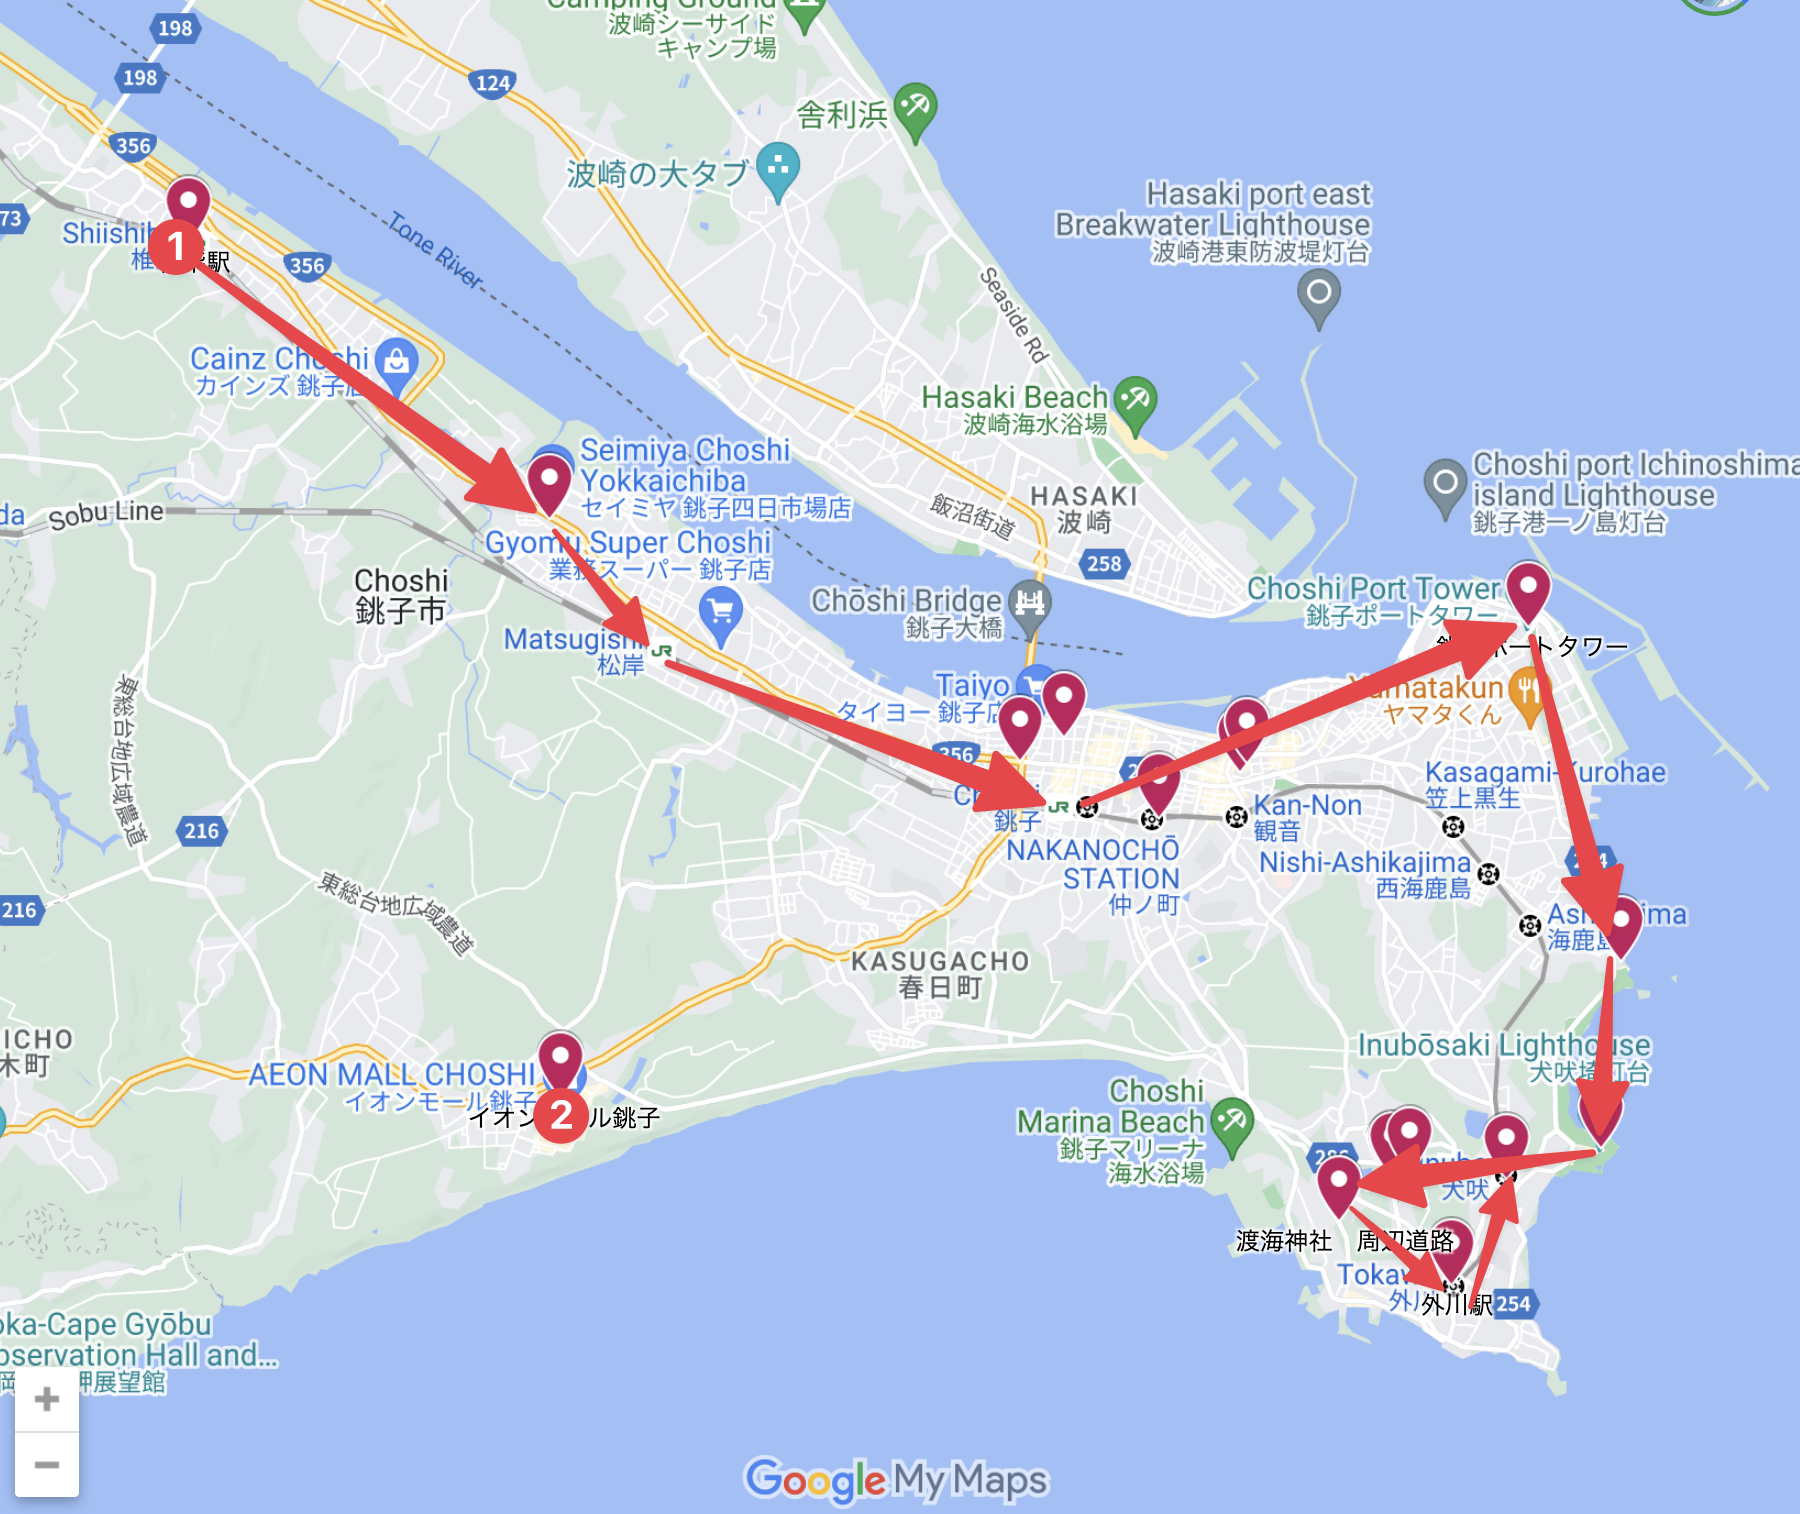 Camping Ground
波崎シーサイド
キャンプ場
198
198
124
356
舎利浜
波崎の大タブ
73
Hasaki port east
Breakwater Lighthouse
波崎港東防波堤灯台
1
駅
Tone River
356
Seaside Rd
Cainz Choshi
カインズ 銚子店
Hasaki Beach
波崎海水浴場
Seimiya Choshi
Yokkaichiba
セイミヤ 銚子四日市場店
Choshi port Ichinoshima
island Lighthouse
銚子港一ノ島灯台
HASAKI
波崎
飯沼街道
da
Sobu Line
Gyomu Super Choshi
業務スーパー 銚子店
258
Choshi
銚子市
Chōshi Bridge
銚子大橋
Choshi Port Tower
銚子ポートタワー
ポートタワー
Matsugishi
松岸
JR
Taiyo
タイヨー 銚子店
Yamatakun
ヤマタくん
東総台地広域農道
356
Kasagami-Kurohae
笠上黒生
JR
銚子
Kan-Non
観音
216
NAKANOCHŌ
STATION
仲ノ町
Nishi-Ashikajima
西海鹿島
216
東総台地広域農道
海鹿島
KASUGACHO
春日町
ICHO
木町
Inubōsaki Lighthouse
犬吠埼灯台
AEON MALL CHOSHI
イオンモール銚子
イオン
2
ル銚子
Choshi
Marina Beach
銚子マリーナ
海水浴場
犬吠
渡海神社
周辺道路
外川駅
254
oka-Cape Gyōbu
bservation Hall and...
岬展望館
+
−
Google My Maps